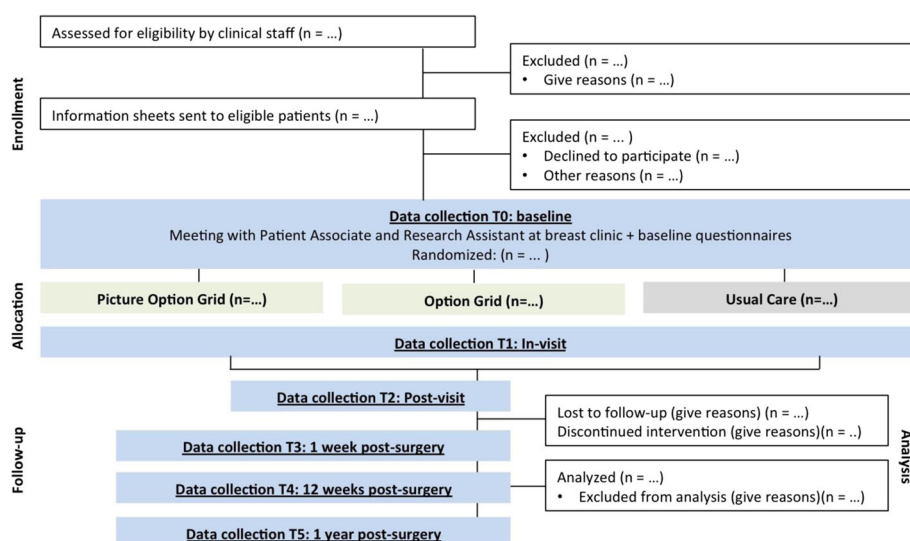 Assessed for eligibility by clinical staff (n = …)
Excluded (n = …)
• Give reasons (n = …)
Enrollment
Information sheets sent to eligible patients (n = …)
Excluded (n = ... )
• Declined to participate (n = …)
• Other reasons (n = …)
Data collection T0: baseline
Meeting with Patient Associate and Research Assistant at breast clinic + baseline questionnaires
Randomized: (n = ... )
Allocation
Picture Option Grid (n=…)
Option Grid (n=…)
Usual Care (n=…)
Data collection T1: In-visit
Follow-up
Data collection T2: Post-visit
Lost to follow-up (give reasons) (n = …)
Discontinued intervention (give reasons)(n = ..)
Analysis
Data collection T3: 1 week post-surgery
Data collection T4: 12 weeks post-surgery
Analyzed (n = …)
• Excluded from analysis (give reasons)(n = …)
Data collection T5: 1 year post-surgery